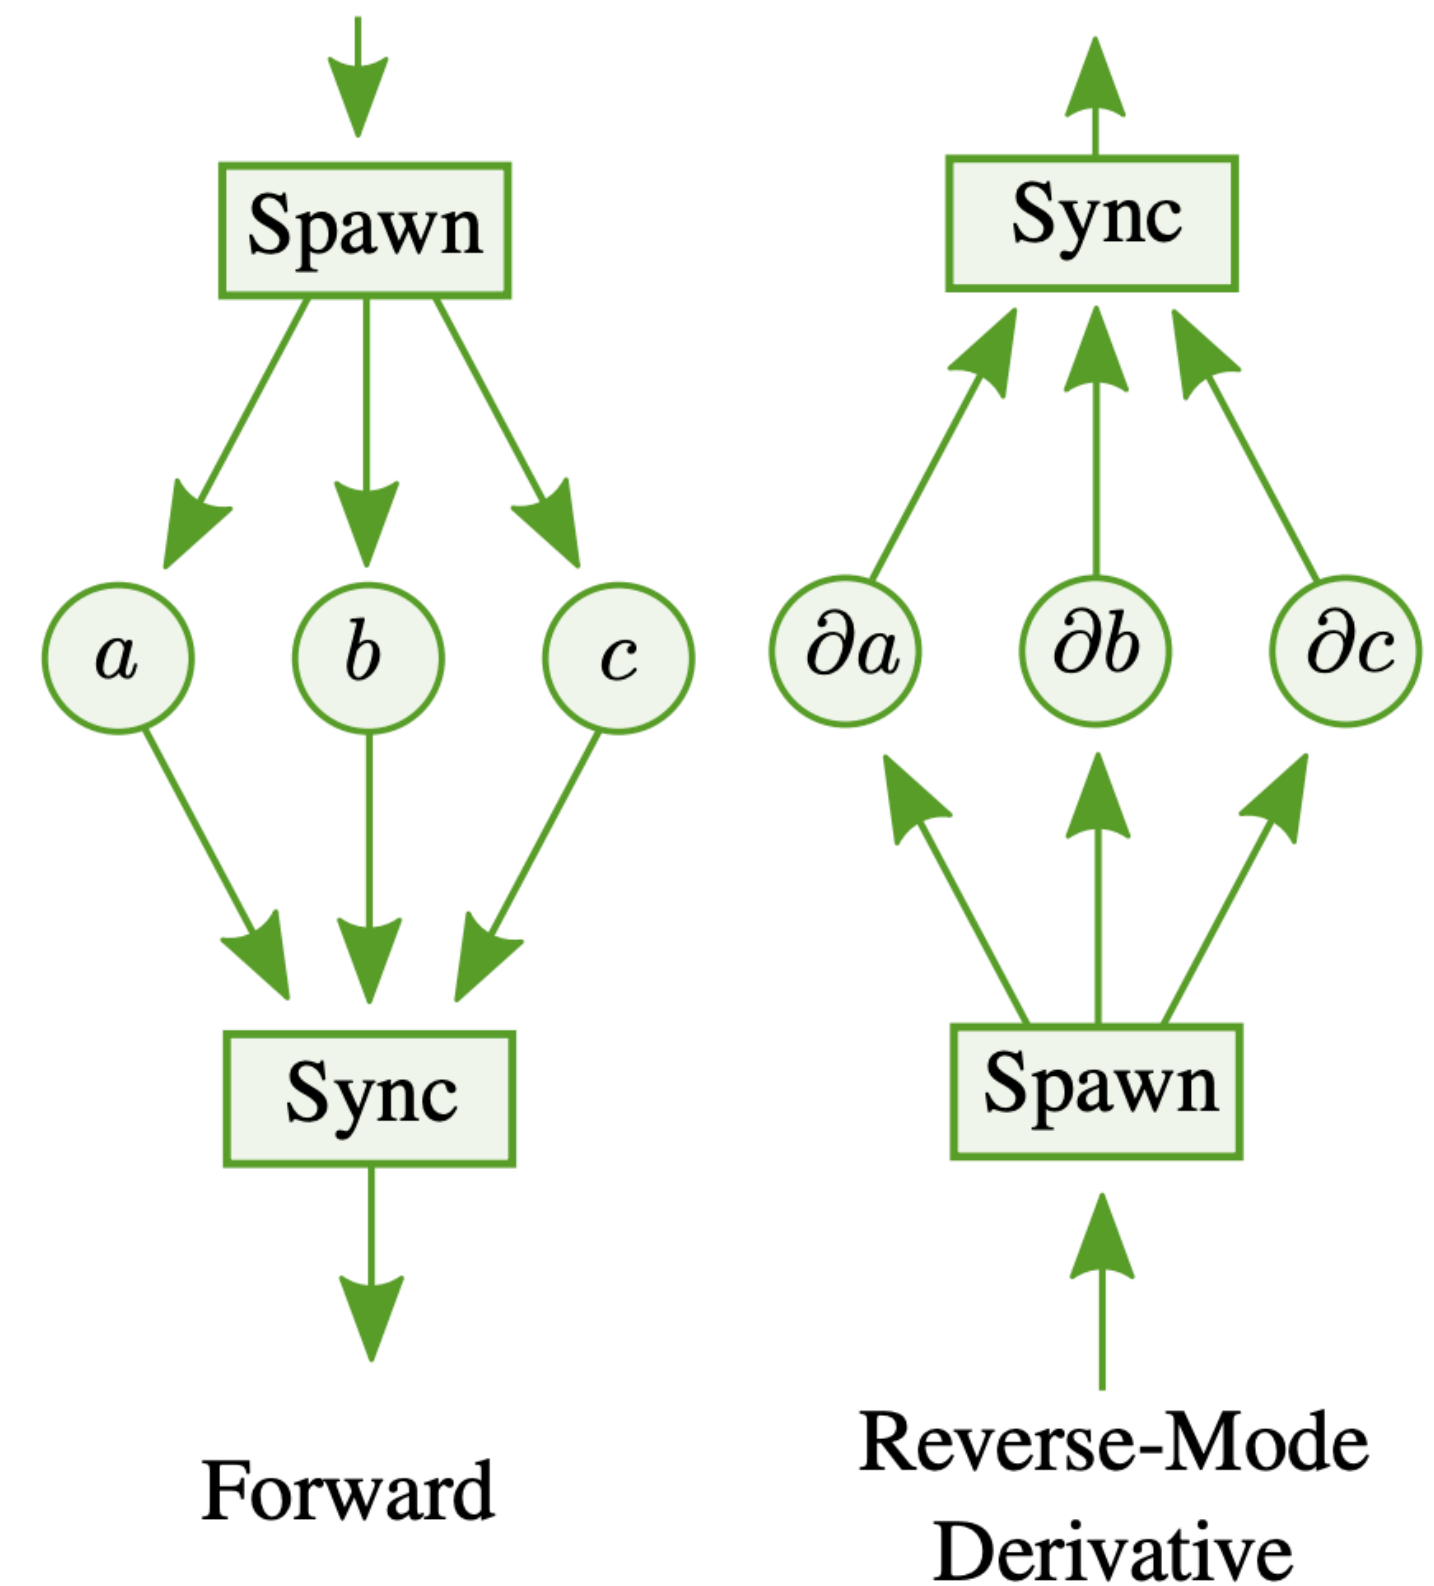 Spawn
a
b
c
Sync
Forward
Sync
∂a
∂b
∂c
Spawn
Reverse-Mode
Derivative